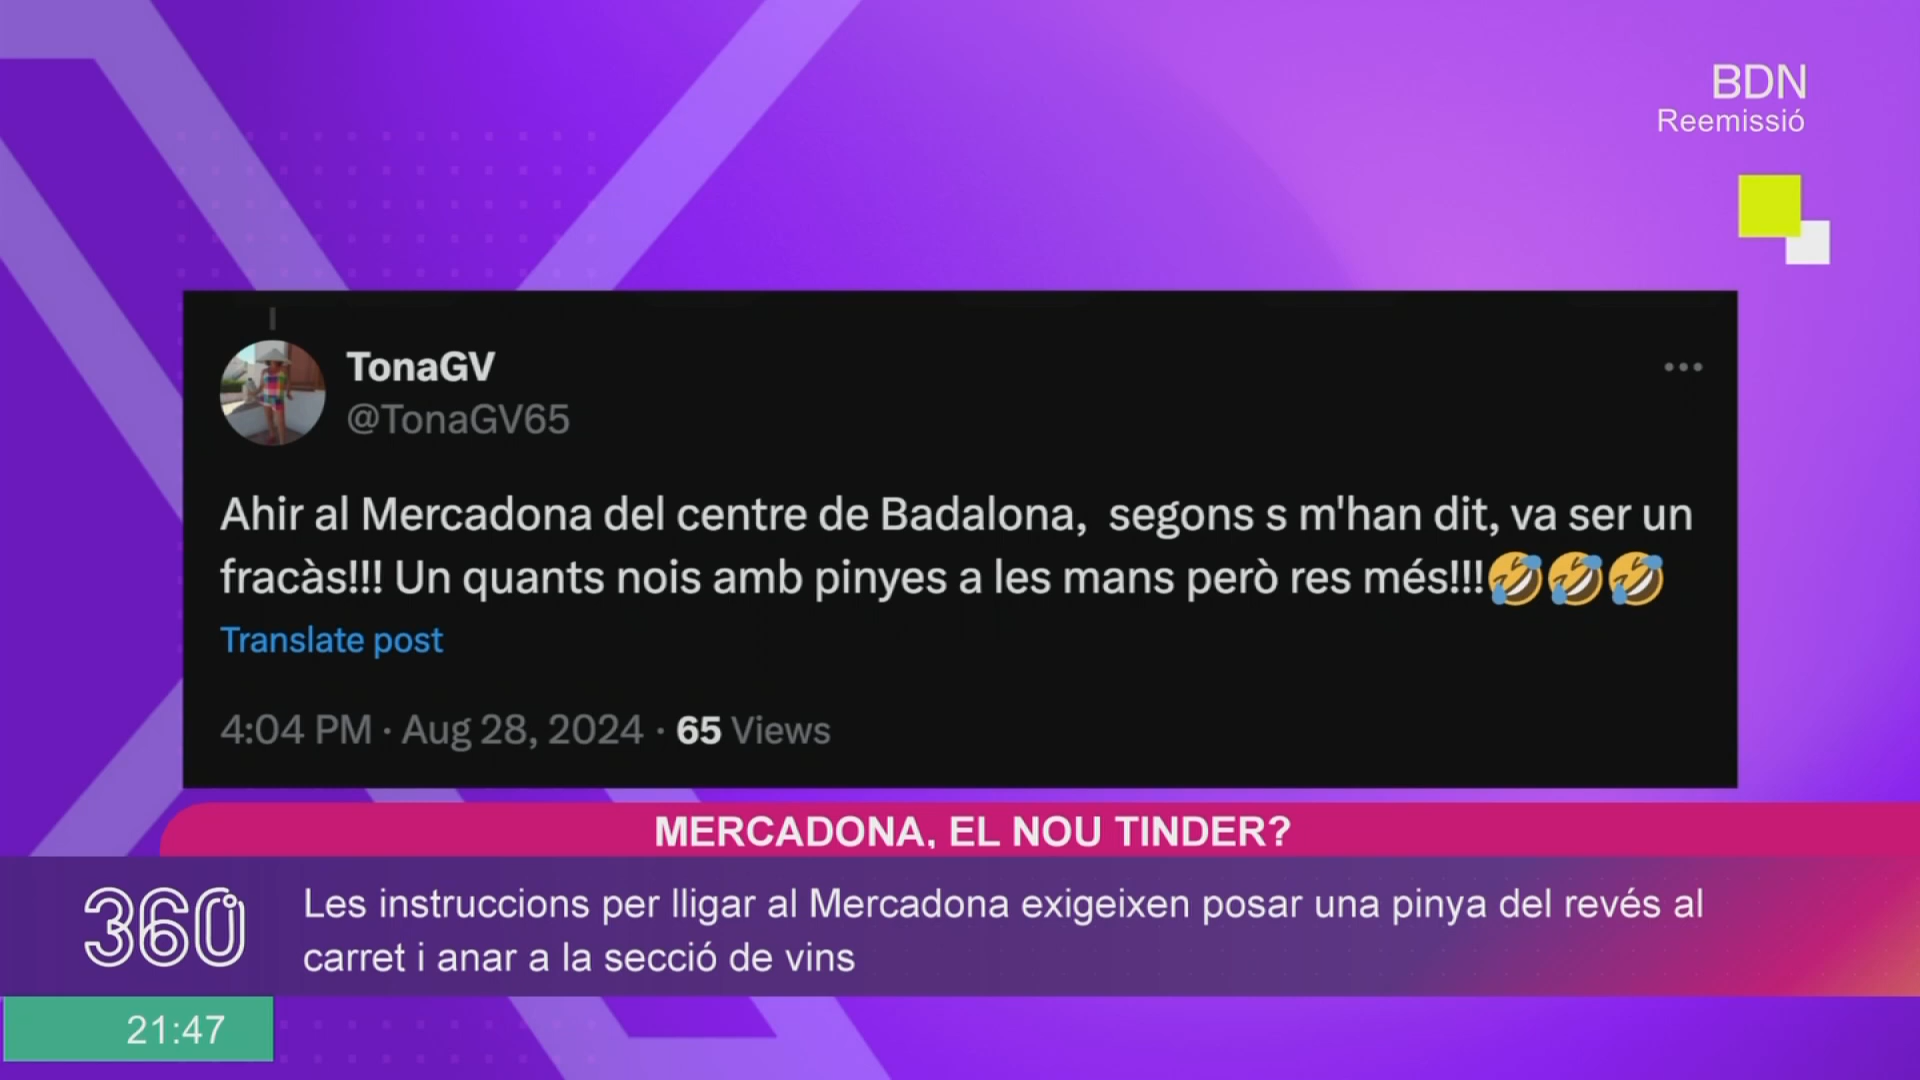 BDN
Reemissió
TonaGV
@TonaGV65
Ahir al Mercadona del centre de Badalona,  segons s m'han dit, va ser un
fracàs!!! Un quants nois amb pinyes a les mans però res més!!!🤣🤣🤣
Translate post
4:04 PM · Aug 28, 2024 · 65 Views
MERCADONA, EL NOU TINDER?
360
Les instruccions per lligar al Mercadona exigeixen posar una pinya del revés al
carret i anar a la secció de vins
21:47